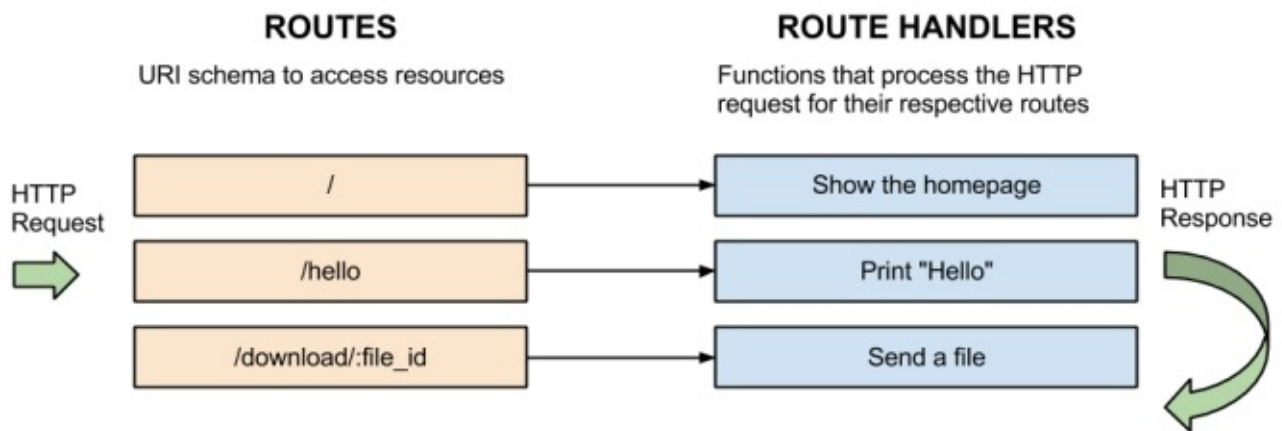 ROUTES
URI schema to access resources
ROUTE HANDLERS
Functions that process the HTTP
request for their respective routes
HTTP
Request
/
Show the homepage
/hello
Print "Hello"
/download/:file_id
Send a file
HTTP
Response